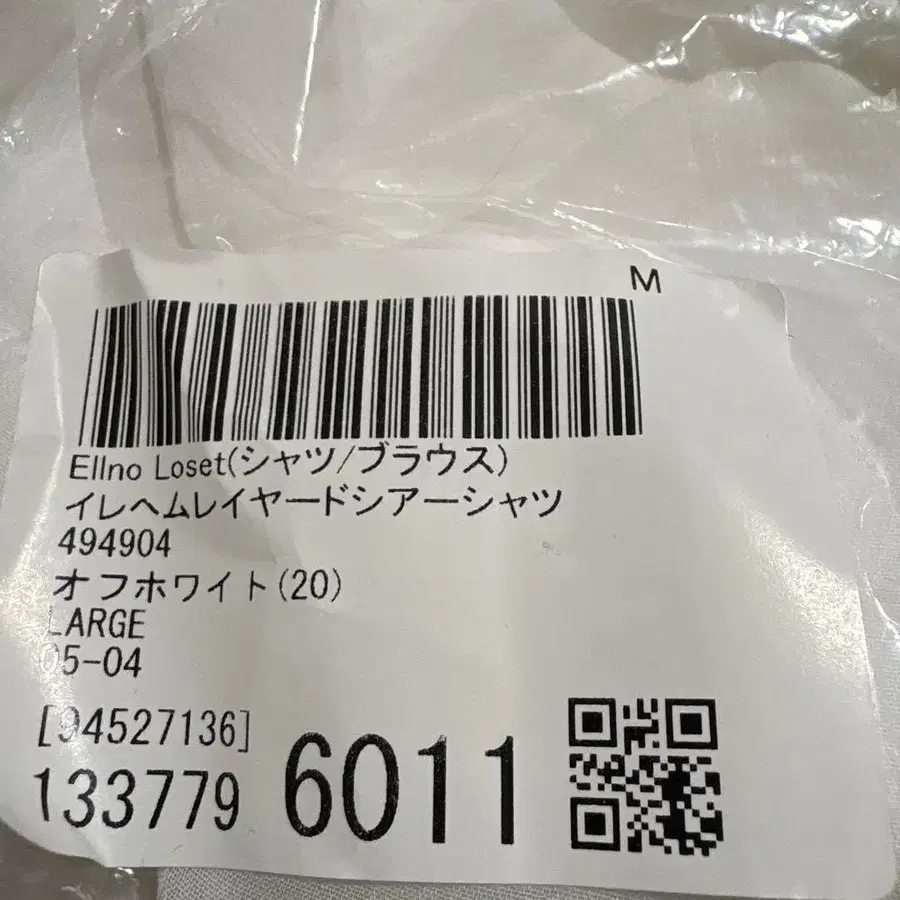 M
Ellno Loset(シャツ/ブラウス)
イレヘムレイヤードシアーシャツ
494904
オフホワイト(20)
LARGE
05-04
[94527136]
133779 6011